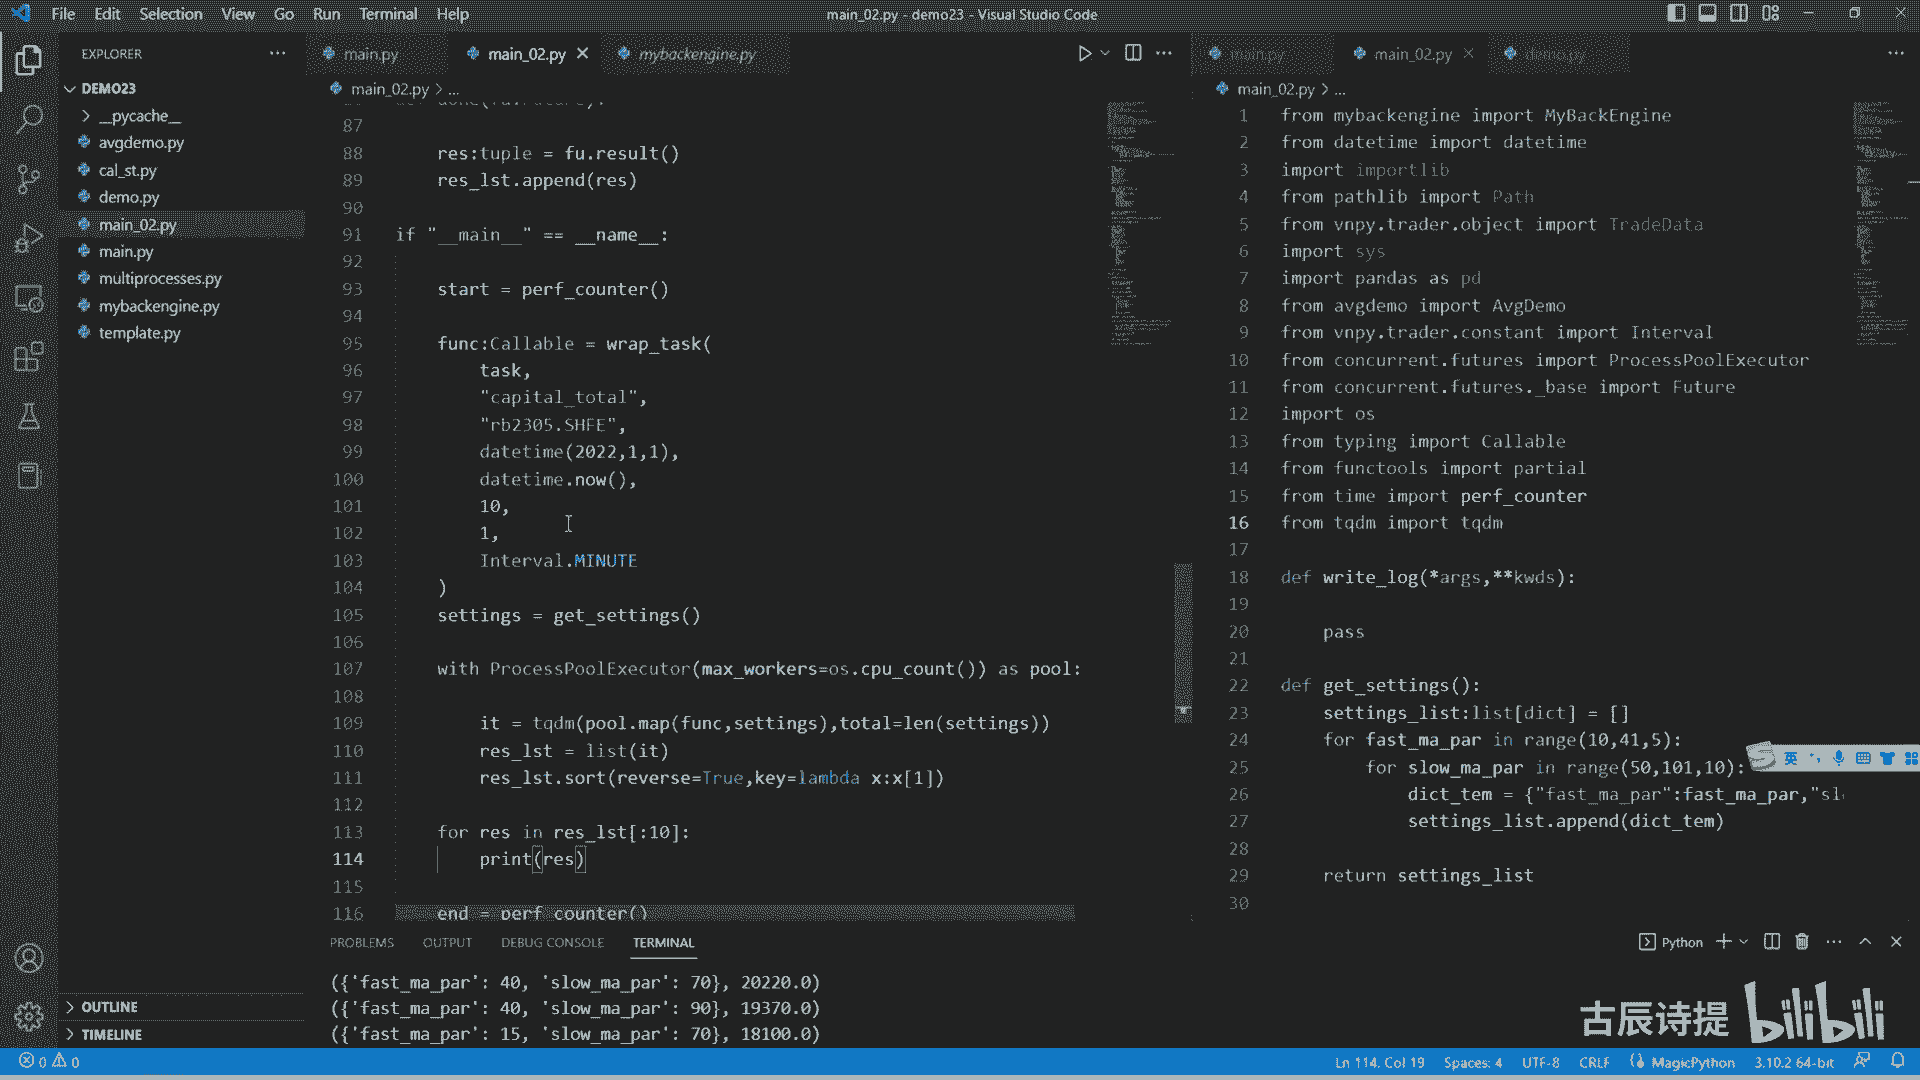 File Edit Selection View Go Run Terminal Help
main_02.py - demo23 - Visual Studio Code
EXPLORER
DEMO23
__pycache__
avgdemo.py
cal_st.py
demo.py
main_02.py
main.py
multiprocesses.py
mybackengine.py
template.py
OUTLINE
TIMELINE
main.py main_02.py mybackengine.py
main_02.py > ...
87
88 res:tuple = fu.result()
89 res_lst.append(res)
90
91 if "__main__" == __name__:
92
93 start = perf_counter()
94
95 func:Callable = wrap_task(
96 task,
97 "capital_total",
98 "rb2305.SHFE",
99 datetime(2022,1,1),
100 datetime.now(),
101 10,
102 1,
103 Interval.MINUTE
104 )
105 settings = get_settings()
106
107 with ProcessPoolExecutor(max_workers=os.cpu_count()) as pool:
108
109 it = tqdm(pool.map(func,settings),total=len(settings))
110 res_lst = list(it)
111 res_lst.sort(reverse=True,key=lambda x:x[1])
112
113 for res in res_lst[:10]:
114 print(res)
115
116 end = perf_counter()
main.py main_02.py demo.py
main_02.py > ...
1 from mybackengine import MyBackEngine
2 from datetime import datetime
3 import importlib
4 from pathlib import Path
5 from vnpy.trader.object import TradeData
6 import sys
7 import pandas as pd
8 from avgdemo import AvgDemo
9 from vnpy.trader.constant import Interval
10 from concurrent.futures import ProcessPoolExecutor
11 from concurrent.futures._base import Future
12 import os
13 from typing import Callable
14 from functools import partial
15 from time import perf_counter
16 from tqdm import tqdm
17
18 def write_log(*args,**kwds):
19
20 pass
21
22 def get_settings():
23 settings_list:list[dict] = []
24 for fast_ma_par in range(10,41,5):
25 for slow_ma_par in range(50,101,10):
26 dict_tem = {"fast_ma_par":fast_ma_par,"sl
27 settings_list.append(dict_tem)
28
29 return settings_list
30
英
PROBLEMS OUTPUT DEBUG CONSOLE TERMINAL
Python
({'fast_ma_par': 40, 'slow_ma_par': 70}, 20220.0)
({'fast_ma_par': 40, 'slow_ma_par': 90}, 19370.0)
({'fast_ma_par': 15, 'slow_ma_par': 70}, 18100.0)
古辰诗提 bilibili
0 0
Ln 114, Col 19 Spaces: 4 UTF-8 CRLF MagicPython 3.10.2 64-bit